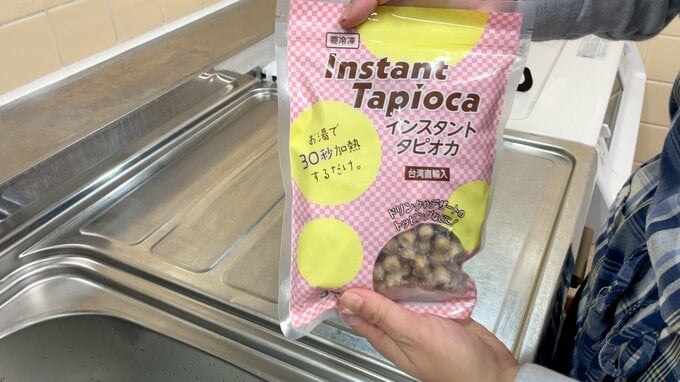 要冷凍
Instant
Tapioca
インスタント
タピオカ
お湯で
30秒加熱
するだけ。
台湾直輸入
ドリンクやデザートの
トッピングなどに!